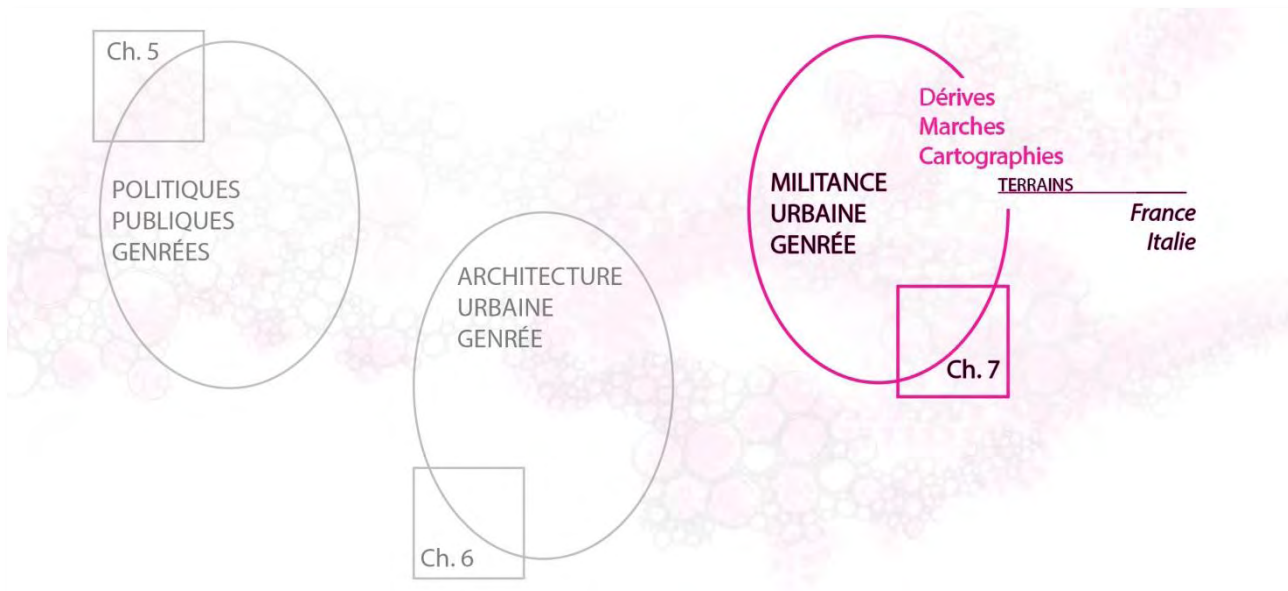 Ch. 5
POLITIQUES
PUBLIQUES
GENRÉES
ARCHITECTURE
URBAINE
GENRÉE
Ch. 6
Dérives
Marches
Cartographies
TERRAINS
France
Italie
MILITANCE
URBAINE
GENRÉE
Ch. 7